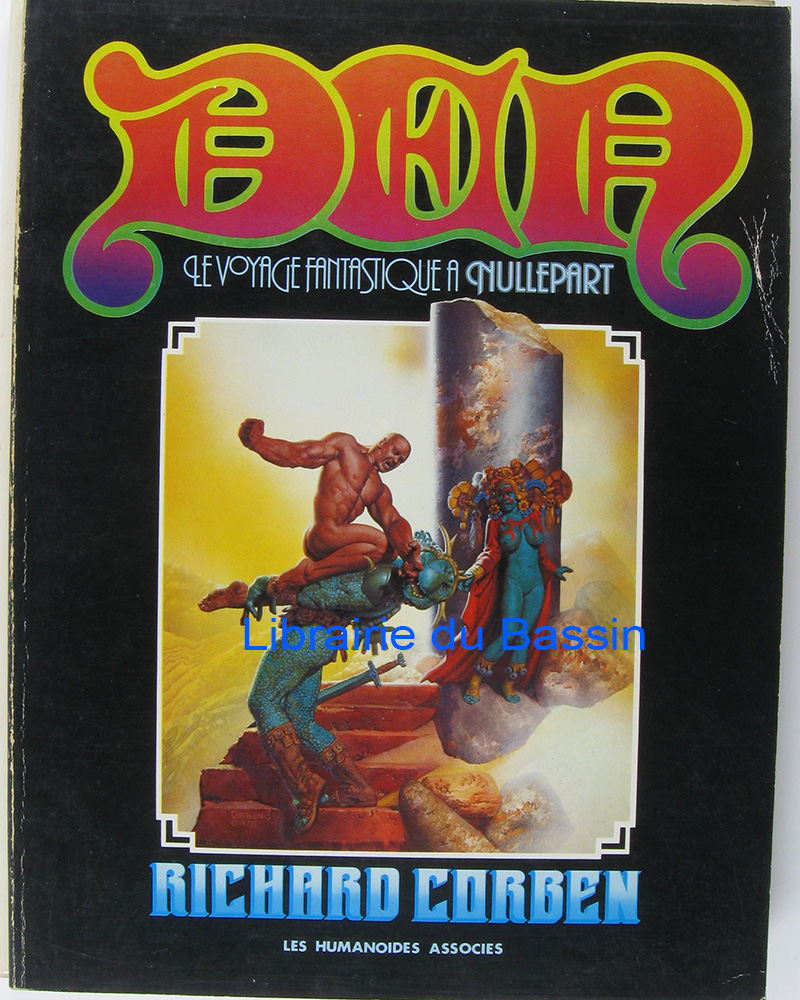 DEN
LE VOYAGE FANTASTIQUE A NULLEPART
Librairie du Bassin
RICHARD CORBEN
LES HUMANOIDES ASSOCIES